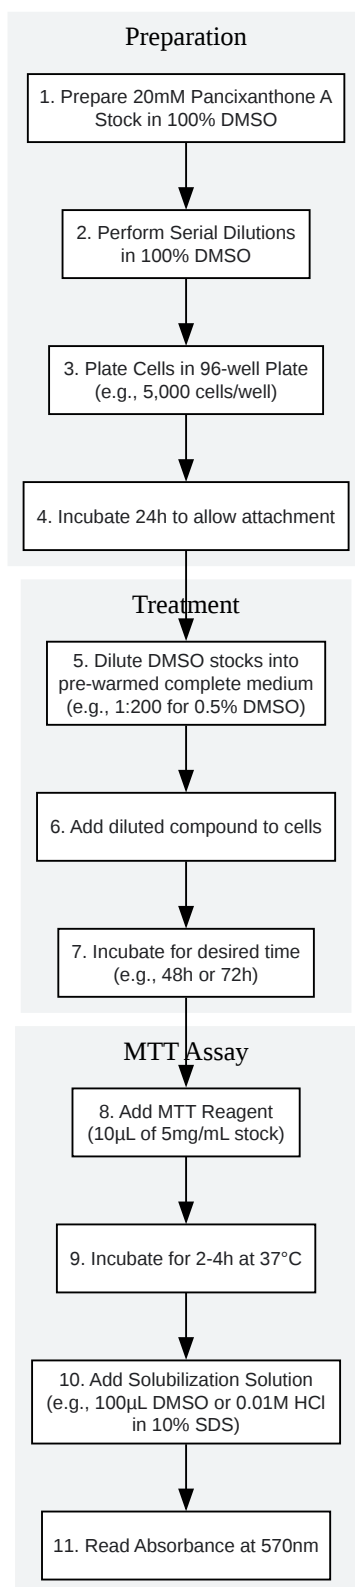 Preparation
1. Prepare 20mM Pancixanthone A
Stock in 100% DMSO
2. Perform Serial Dilutions
in 100% DMSO
3. Plate Cells in 96-well Plate
(e.g., 5,000 cells/well)
4. Incubate 24h to allow attachment
Treatment
5. Dilute DMSO stocks into
pre-warmed complete medium
(e.g., 1:200 for 0.5% DMSO)
6. Add diluted compound to cells
7. Incubate for desired time
(e.g., 48h or 72h)
MTT Assay
8. Add MTT Reagent
(10µL of 5mg/mL stock)
9. Incubate for 2-4h at 37°C
10. Add Solubilization Solution
(e.g., 100µL DMSO or 0.01M HCl
in 10% SDS)
11. Read Absorbance at 570nm